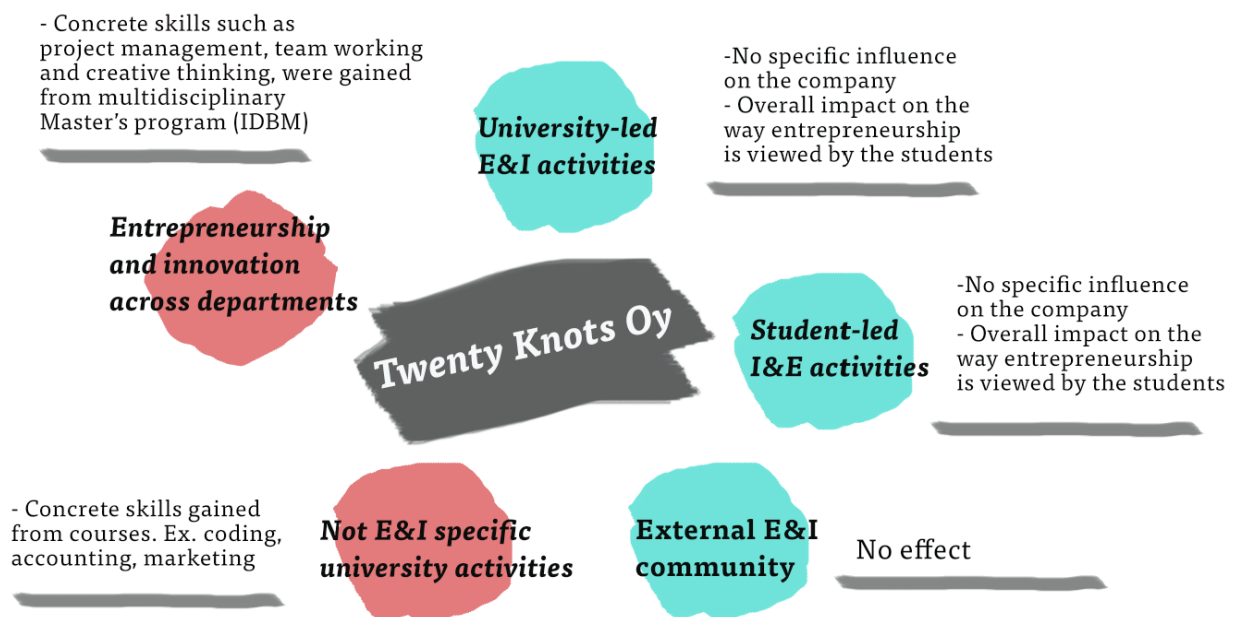 - Concrete skills such as
project management, team working
and creative thinking, were gained
from multidisciplinary
Master's program (IDBM)
University-led
E&I activities
-No specific influence
on the company
- Overall impact on the
way entrepreneurship
is viewed by the students
Entrepreneurship
and innovation
across departments
Twenty Knots Oy
Student-led
I&E activities
-No specific influence
on the company
- Overall impact on the
way entrepreneurship
is viewed by the students
- Concrete skills gained
from courses. Ex. coding,
accounting, marketing
Not E&I specific
university activities
External E&I
community
No effect